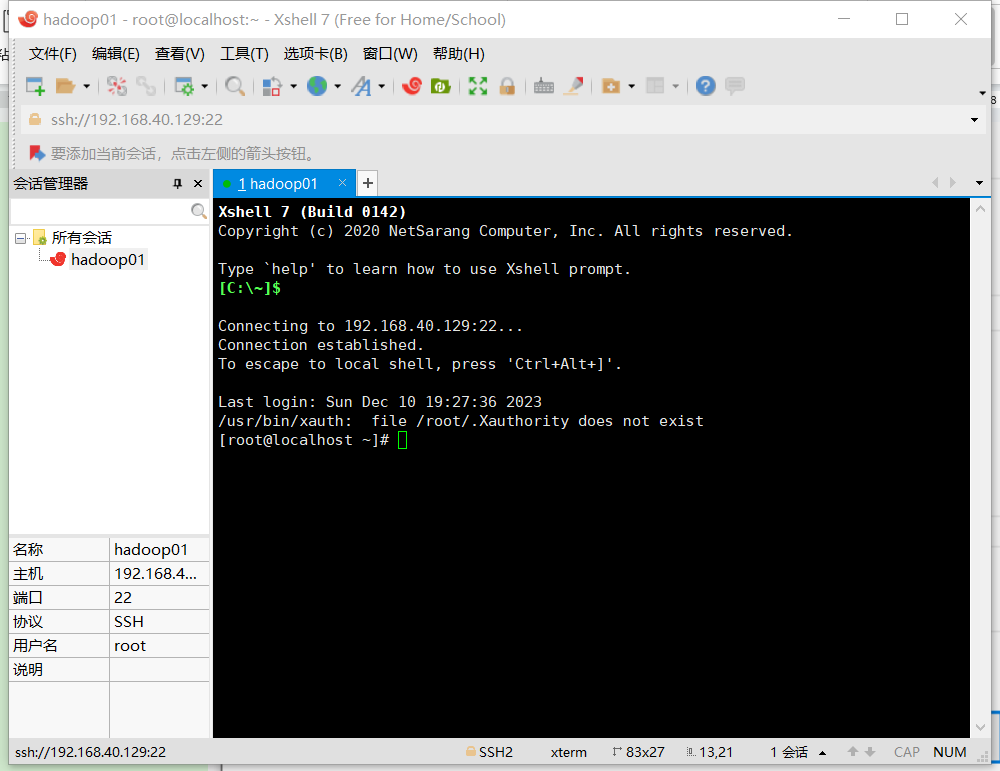 hadoop01 - root@localhost:~ - Xshell 7 (Free for Home/School)
文件(F) 编辑(E) 查看(V) 工具(T) 选项卡(B) 窗口(W) 帮助(H)
ssh://192.168.40.129:22
要添加当前会话，点击左侧的箭头按钮。
会话管理器
1 hadoop01
所有会话
hadoop01
Xshell 7 (Build 0142)
Copyright (c) 2020 NetSarang Computer, Inc. All rights reserved.
Type `help' to learn how to use Xshell prompt.
[C:\~]$
Connecting to 192.168.40.129:22...
Connection established.
To escape to local shell, press 'Ctrl+Alt+]'.
Last login: Sun Dec 10 19:27:36 2023
/usr/bin/xauth:  file /root/.Xauthority does not exist
[root@localhost ~]#
名称 hadoop01
主机 192.168.4...
端口 22
协议 SSH
用户名 root
说明
ssh://192.168.40.129:22 SSH2 xterm 83x27 13,21 1 会话 CAP NUM